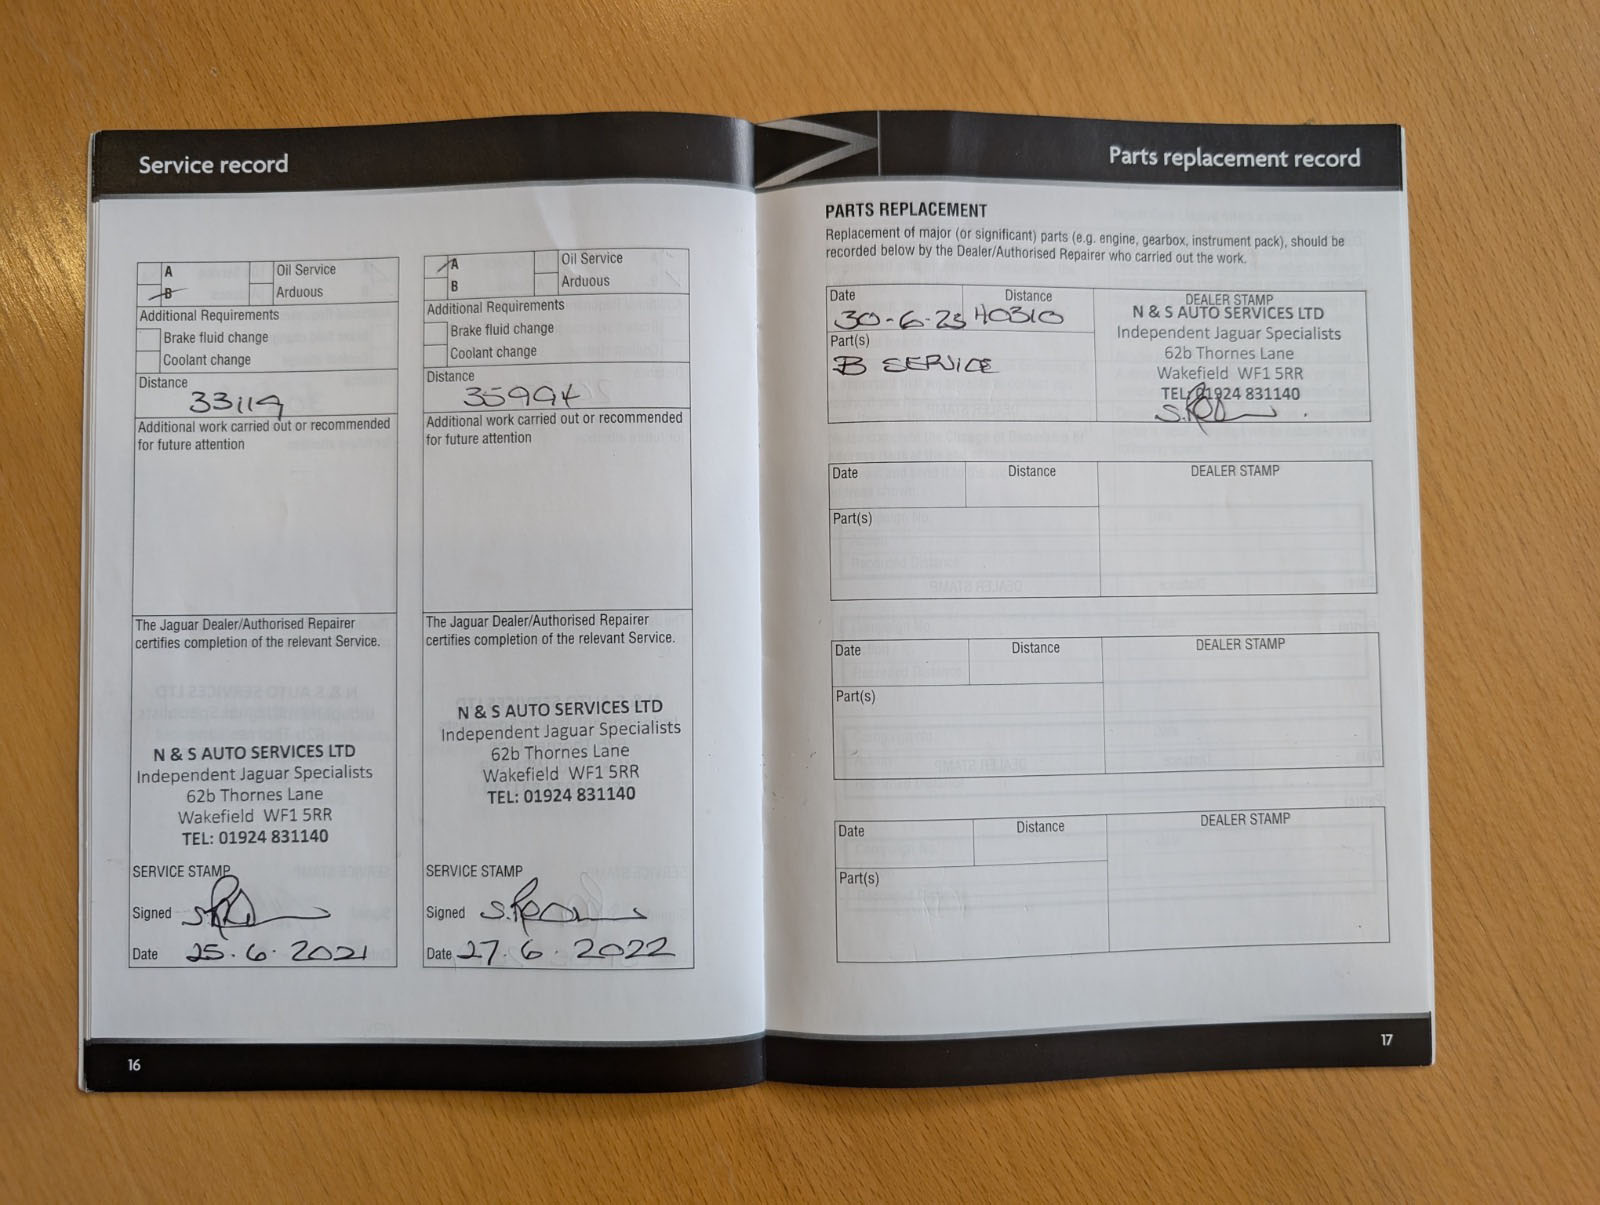 Service record
A
Oil Service
B
Arduous
Additional Requirements
Brake fluid change
Coolant change
Distance
33119
Additional work carried out or recommended
for future attention
The Jaguar Dealer/Authorised Repairer
certifies completion of the relevant Service.
N & S AUTO SERVICES LTD
Independent Jaguar Specialists
62b Thornes Lane
Wakefield WF1 5RR
TEL: 01924 831140
SERVICE STAMP
Signed
Date 25.6.2021
A
Oil Service
B
Arduous
Additional Requirements
Brake fluid change
Coolant change
Distance
35994
Additional work carried out or recommended
for future attention
The Jaguar Dealer/Authorised Repairer
certifies completion of the relevant Service.
N & S AUTO SERVICES LTD
Independent Jaguar Specialists
62b Thornes Lane
Wakefield WF1 5RR
TEL: 01924 831140
SERVICE STAMP
Signed
Date 27.6.2022
16
Parts replacement record
PARTS REPLACEMENT
Replacement of major (or significant) parts (e.g. engine, gearbox, instrument pack), should be
recorded below by the Dealer/Authorised Repairer who carried out the work.
Date
Distance
30-6-25 40310
Part(s)
B SERVICE
DEALER STAMP
N & S AUTO SERVICES LTD
Independent Jaguar Specialists
62b Thornes Lane
Wakefield WF1 5RR
TEL: 01924 831140
Date
Distance
DEALER STAMP
Part(s)
Date
Distance
DEALER STAMP
Part(s)
Date
Distance
DEALER STAMP
Part(s)
17